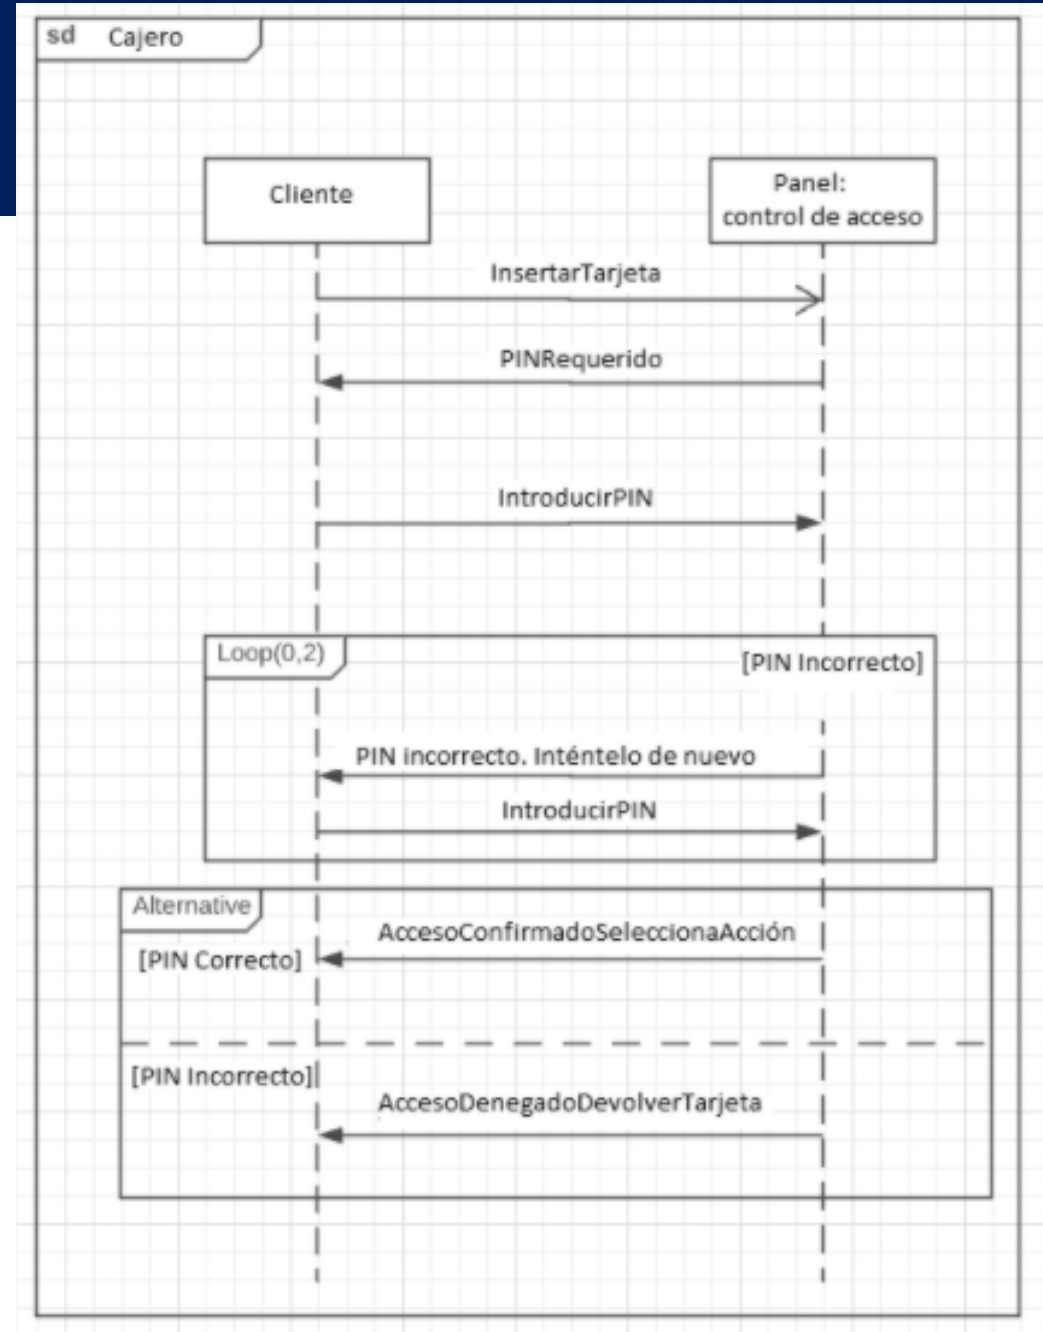 sd Cajero
Cliente
Panel:
control de acceso
InsertarTarjeta
PINRequerido
IntroducirPIN
Loop(0,2)
[PIN Incorrecto]
PIN incorrecto. Inténtelo de nuevo
IntroducirPIN
Alternative
AccesoConfirmadoSeleccionaAcción
[PIN Correcto]
[PIN Incorrecto]
AccesoDenegadoDevolverTarjeta